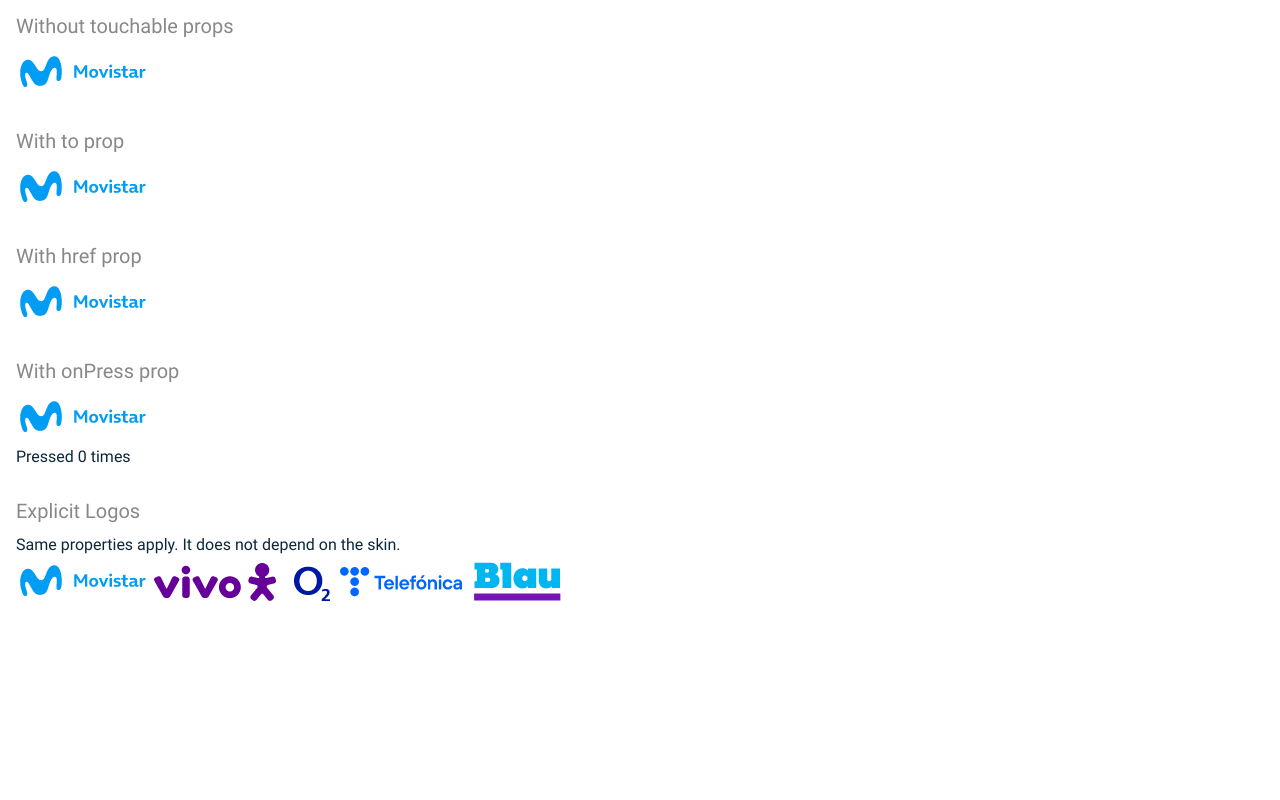 Without touchable props
Movistar
With to prop
Movistar
With href prop
Movistar
With onPress prop
Movistar
Pressed 0 times
Explicit Logos
Same properties apply. It does not depend on the skin.
Movistar vivo O2 Telefónica Blau